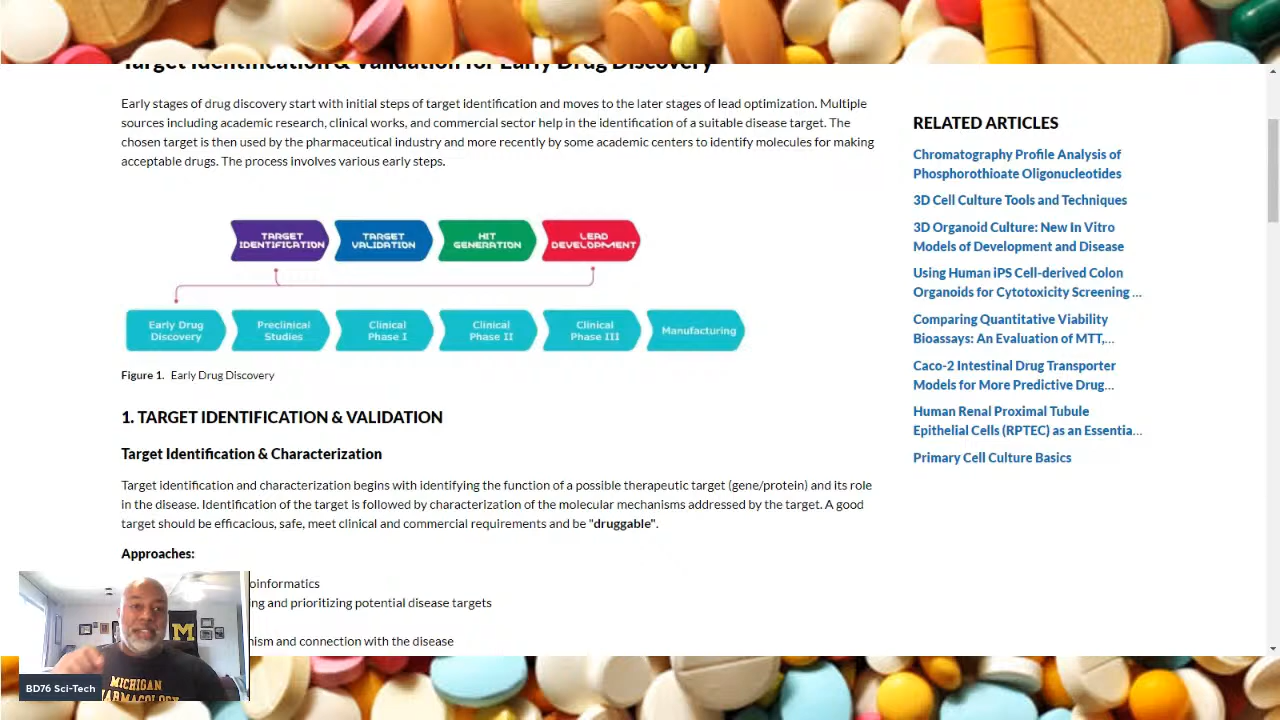 Target Identification & Validation for Early Drug Discovery
Early stages of drug discovery start with initial steps of target identification and moves to the later stages of lead optimization. Multiple
sources including academic research, clinical works, and commercial sector help in the identification of a suitable disease target. The
chosen target is then used by the pharmaceutical industry and more recently by some academic centers to identify molecules for making
acceptable drugs. The process involves various early steps.
TARGET
IDENTIFICATION
TARGET
VALIDATION
HIT
GENERATION
LEAD
DEVELOPMENT
Early Drug
Discovery
Preclinical
Studies
Clinical
Phase I
Clinical
Phase II
Clinical
Phase III
Manufacturing
Figure 1. Early Drug Discovery
1. TARGET IDENTIFICATION & VALIDATION
Target Identification & Characterization
Target identification and characterization begins with identifying the function of a possible therapeutic target (gene/protein) and its role
in the disease. Identification of the target is followed by characterization of the molecular mechanisms addressed by the target. A good
target should be efficacious, safe, meet clinical and commercial requirements and be "druggable".
Approaches:
oinformatics
ng and prioritizing potential disease targets
nism and connection with the disease
RELATED ARTICLES
Chromatography Profile Analysis of
Phosphorothioate Oligonucleotides
3D Cell Culture Tools and Techniques
3D Organoid Culture: New In Vitro
Models of Development and Disease
Using Human iPS Cell-derived Colon
Organoids for Cytotoxicity Screening ...
Comparing Quantitative Viability
Bioassays: An Evaluation of MTT,...
Caco-2 Intestinal Drug Transporter
Models for More Predictive Drug...
Human Renal Proximal Tubule
Epithelial Cells (RPTEC) as an Essentia...
Primary Cell Culture Basics
M
MICHIGAN
HARMACOLOGY
BD76 Sci-Tech